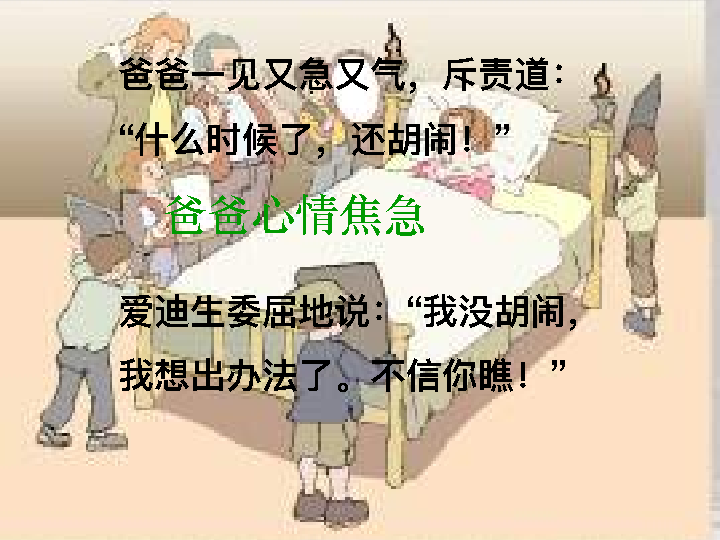 爸爸一见又急又气，斥责道：
“什么时候了，还胡闹！”
爸爸心情焦急
爱迪生委屈地说：“我没胡闹，
我想出办法了。不信你瞧！”